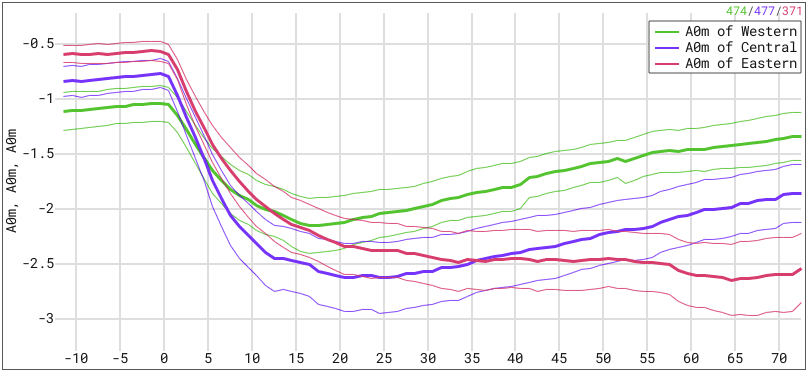 474/477/371
A0m of Western
A0m of Central
A0m of Eastern
A0m, A0m, A0m
-0.5
-1
-1.5
-2
-2.5
-3
-10 -5 0 5 10 15 20 25 30 35 40 45 50 55 60 65 70